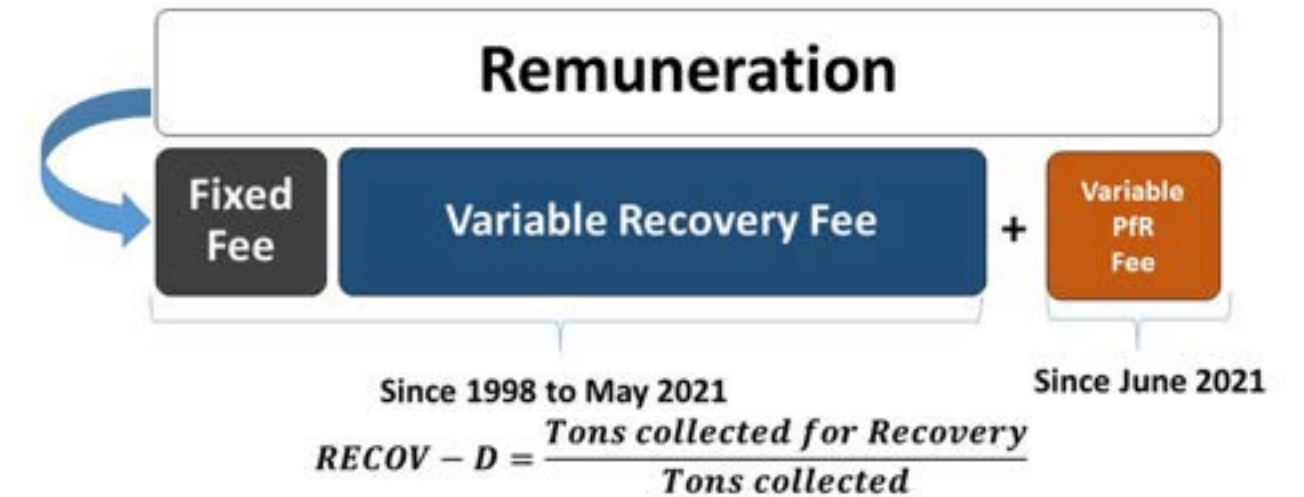 Remuneration
Fixed
Fee
Variable Recovery Fee
+
Variable
PfR
Fee
Since 1998 to May 2021
Since June 2021
RECOV − D = Tons collected for Recovery
Tons collected